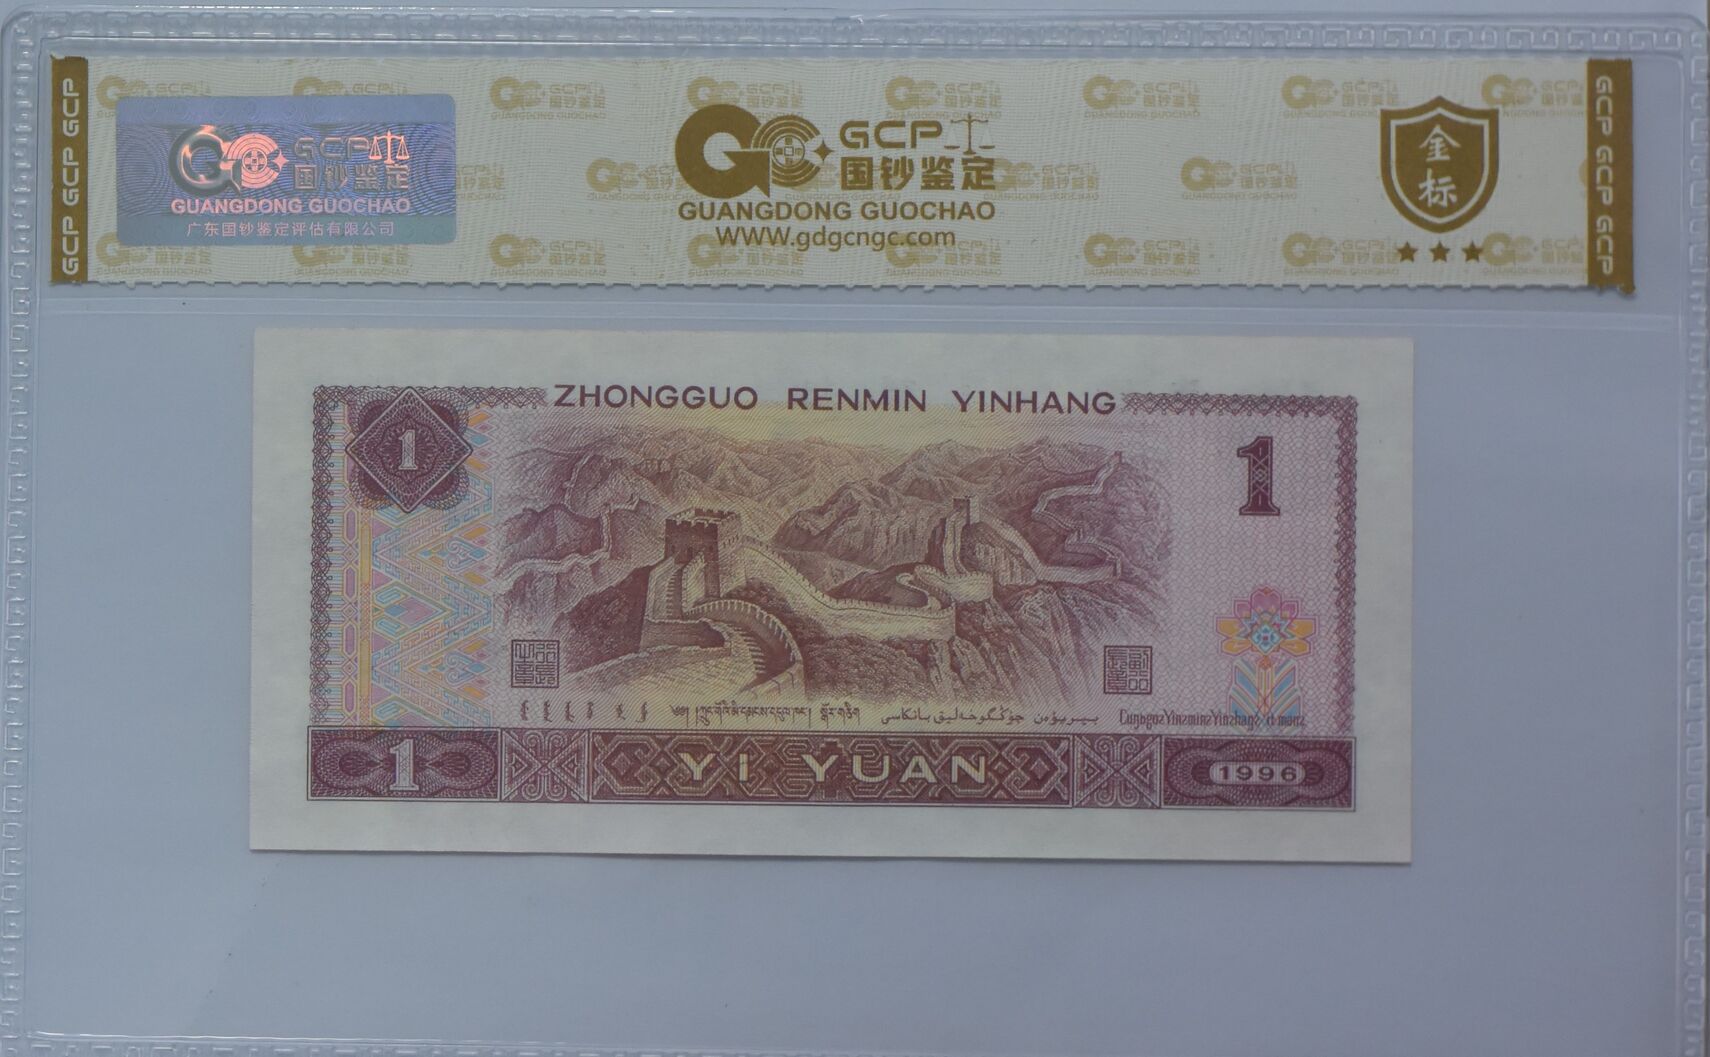 GCP GCP GCP
GCP
国钞鉴定
GUANGDONG GUOCHAO
广东国钞鉴定评估有限公司
GCP
国钞鉴定
GUANGDONG GUOCHAO
www.gdgcngc.com
金标
★★★
GCP GCP GCP
ZHONGGUO RENMIN YINHANG
1
1
1
YI YUAN
1996